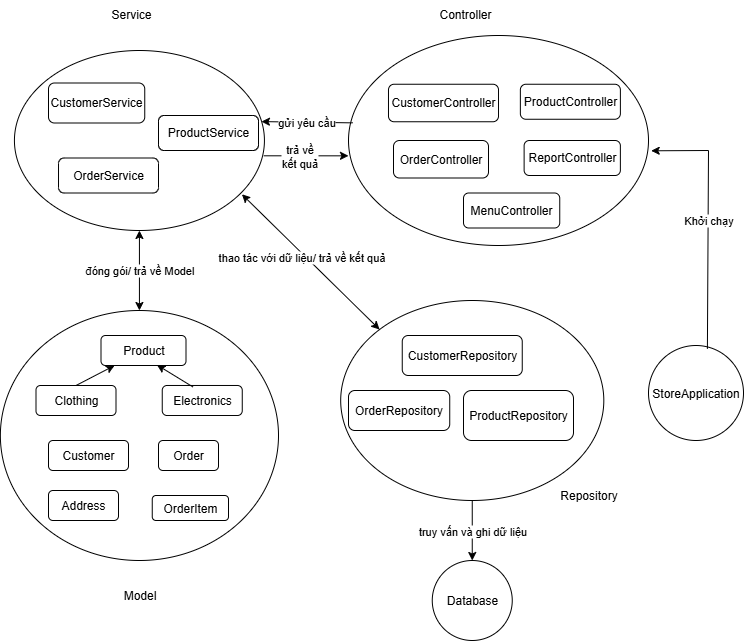 Service
Controller
CustomerService
ProductService
OrderService
CustomerController
ProductController
OrderController
ReportController
MenuController
gửi yêu cầu
trả về
kết quả
Khởi chạy
thao tác với dữ liệu/ trả về kết quả
đóng gói/ trả về Model
Product
Clothing
Electronics
Customer
Order
Address
OrderItem
Model
CustomerRepository
OrderRepository
ProductRepository
Repository
StoreApplication
truy vấn và ghi dữ liệu
Database